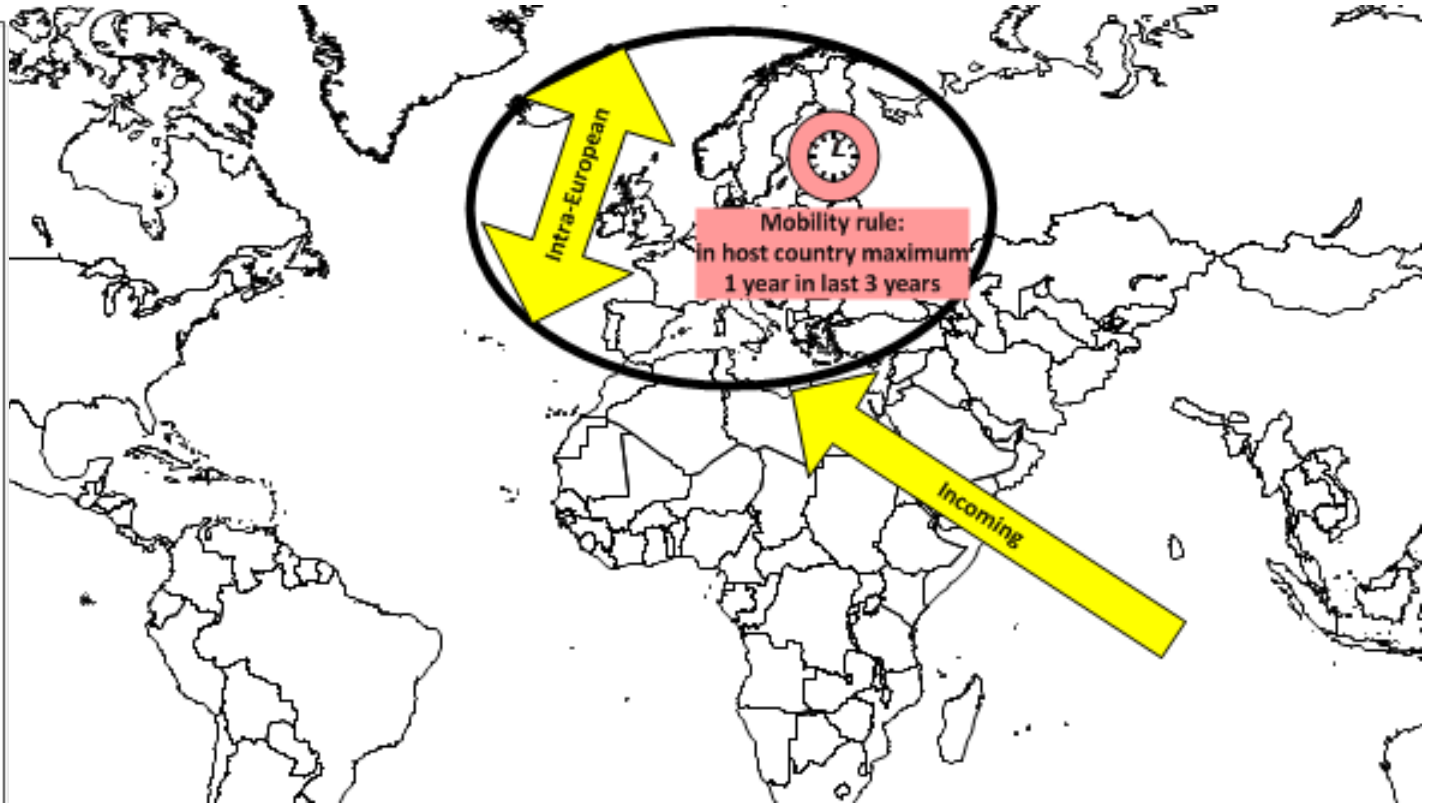 Intra-European
Mobility rule:
in host country maximum
1 year in last 3 years
Incoming